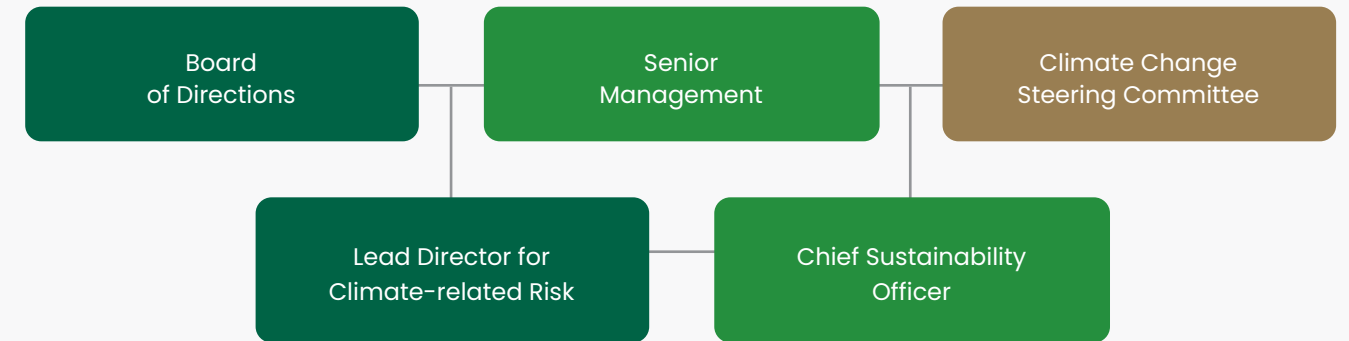 Board
of Directions
Senior
Management
Climate Change
Steering Committee
Lead Director for
Climate-related Risk
Chief Sustainability
Officer